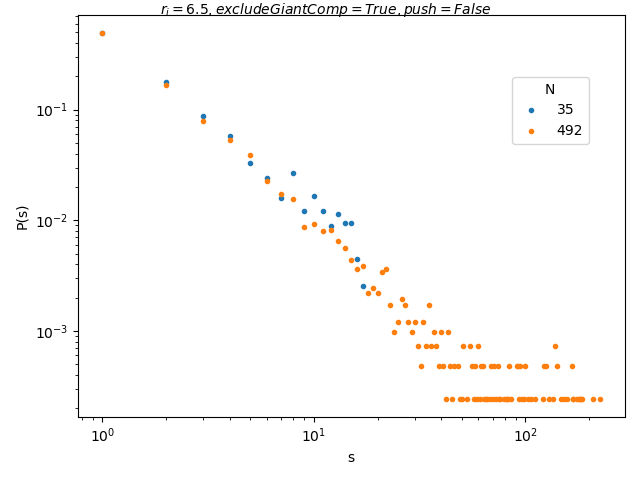 r_i = 6.5, excludeGiantComp = True, push = False
P(s)
10^{-1}
10^{-2}
10^{-3}
N
35
492
10^0
10^1
10^2
s